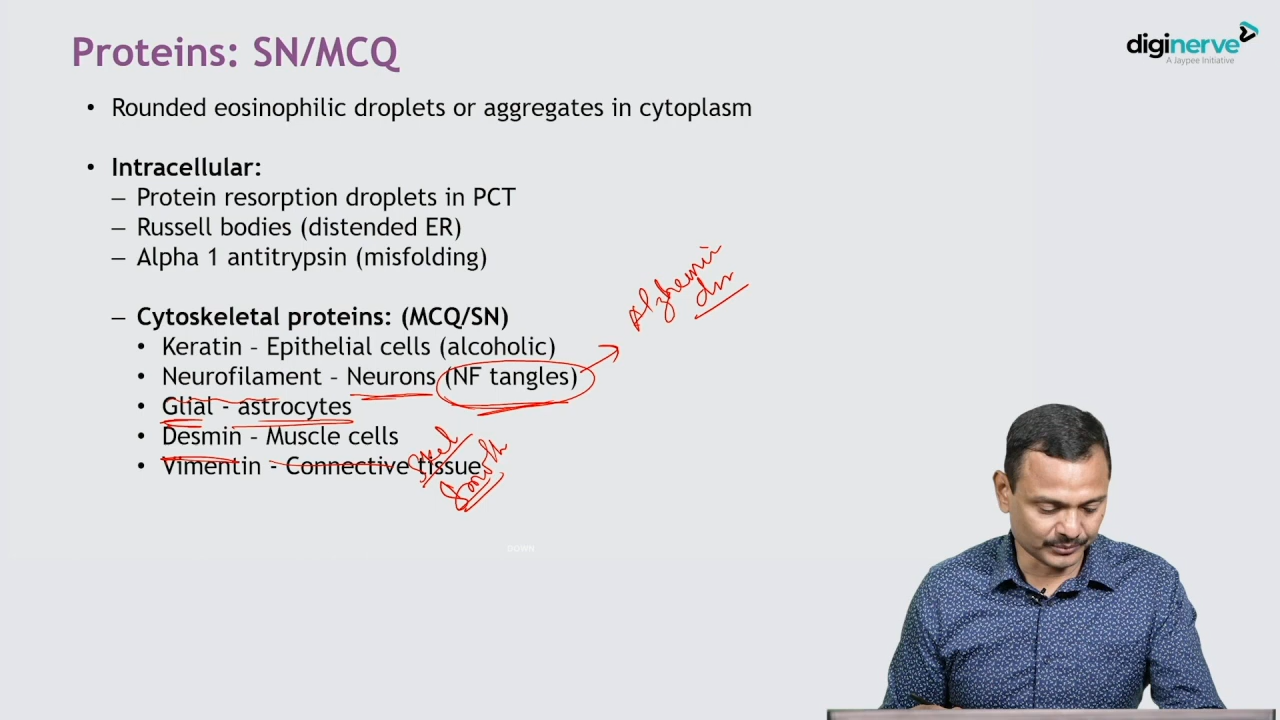 Proteins: SN/MCQ
diginerve
A Jaypee Initiative
• Rounded eosinophilic droplets or aggregates in cytoplasm
• Intracellular:
– Protein resorption droplets in PCT
– Russell bodies (distended ER)
– Alpha 1 antitrypsin (misfolding)
– Cytoskeletal proteins: (MCQ/SN)
• Keratin – Epithelial cells (alcoholic)
• Neurofilament – Neurons (NF tangles)
• Glial - astrocytes
• Desmin – Muscle cells
• Vimentin - Connective tissue
Smooth
DOWN